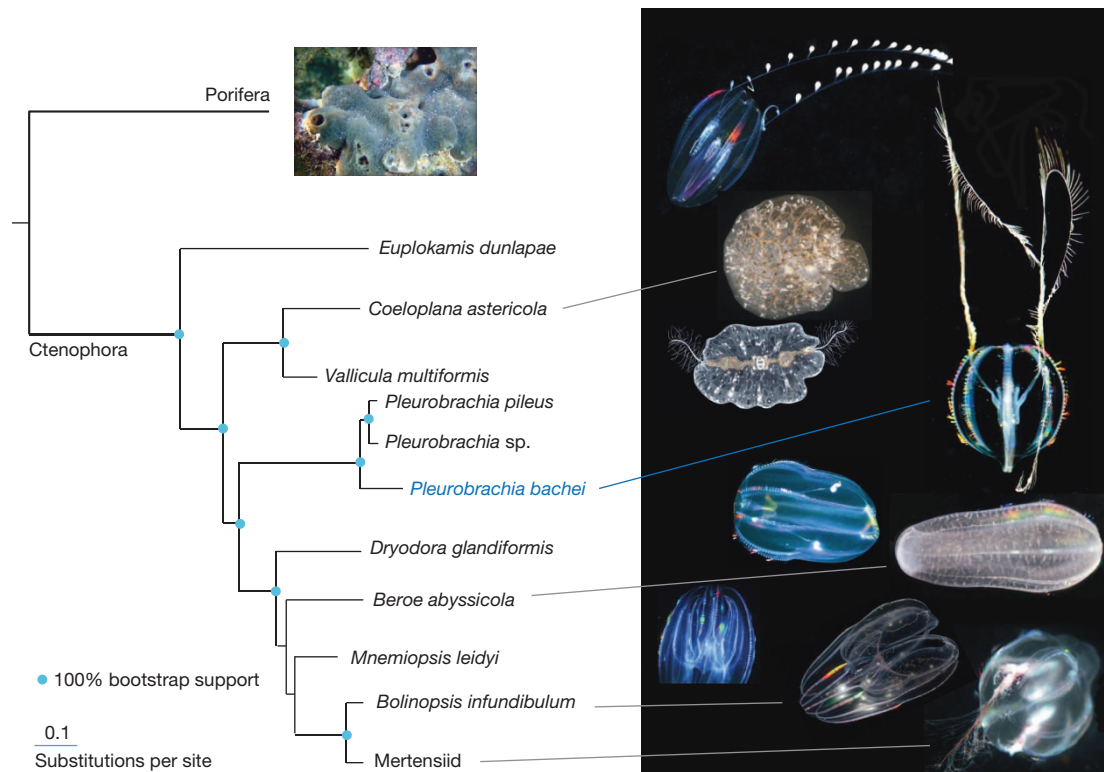 Porifera
Euplokamis dunlapae
Coeloplana astericola
Ctenophora
Vallicula multiformis
Pleurobrachia pileus
Pleurobrachia sp.
Pleurobrachia bachei
Dryodora glandiformis
Beroe abyssicola
Mnemiopsis leidyi
100% bootstrap support
Bolinopsis infundibulum
0.1
Substitutions per site
Mertensiid